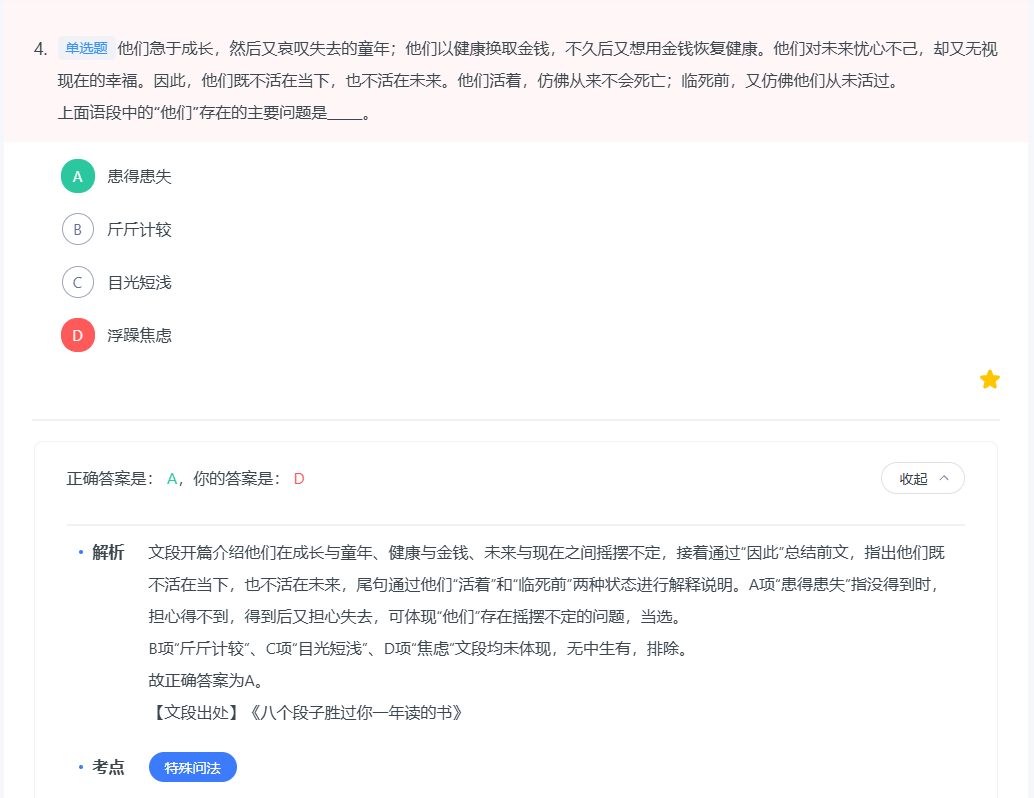 4. 单选题 他们急于成长，然后又哀叹失去的童年；他们以健康换取金钱，不久后又想用金钱恢复健康。他们对未来忧心不已，却又无视
现在的幸福。因此，他们既不活在当下，也不活在未来。他们活着，仿佛从来不会死亡；临死前，又仿佛他们从未活过。
上面语段中的“他们”存在的主要问题是_____。
A 患得患失
B 斤斤计较
C 目光短浅
D 浮躁焦虑
正确答案是： A，你的答案是： D
收起
解析 文段开篇介绍他们在成长与童年、健康与金钱、未来与现在之间摇摆不定，接着通过“因此”总结前文，指出他们既
不活在当下，也不活在未来，尾句通过他们“活着”和“临死前”两种状态进行解释说明。A项“患得患失”指没得到时，
担心得不到，得到后又担心失去，可体现“他们”存在摇摆不定的问题，当选。
B项“斤斤计较”、C项“目光短浅”、D项“焦虑”文段均未体现，无中生有，排除。
故正确答案为A。
【文段出处】《八个段子胜过你一年读的书》
考点 特殊问法